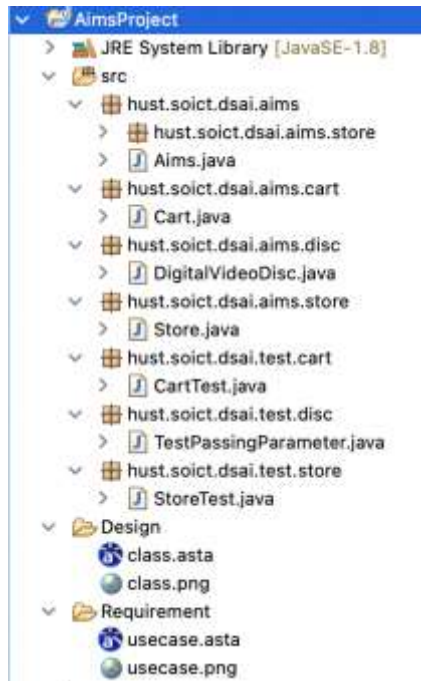 AimsProject
JRE System Library [JavaSE-1.8]
src
hust.soict.dsai.aims
hust.soict.dsai.aims.store
Aims.java
hust.soict.dsai.aims.cart
Cart.java
hust.soict.dsai.aims.disc
DigitalVideoDisc.java
hust.soict.dsai.aims.store
Store.java
hust.soict.dsai.test.cart
CartTest.java
hust.soict.dsai.test.disc
TestPassingParameter.java
hust.soict.dsai.test.store
StoreTest.java
Design
class.asta
class.png
Requirement
usecase.asta
usecase.png